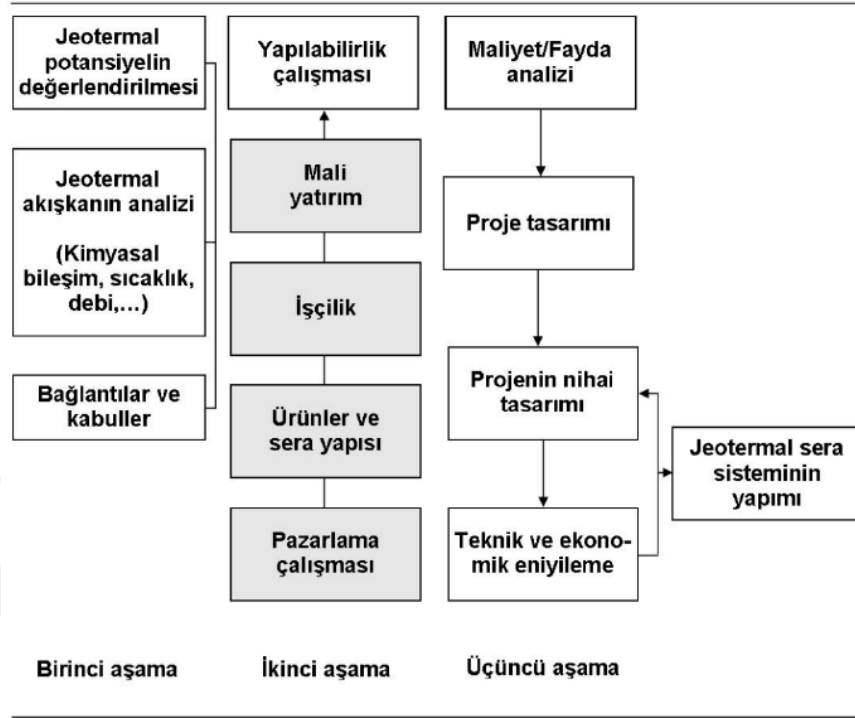 Jeotermal
potansiyelin
değerlendirilmesi
Jeotermal
akışkanın analizi
(Kimyasal
bileşim, sıcaklık,
debi,...)
Bağlantılar ve
kabuller
Birinci aşama
Yapılabilirlik
çalışması
Mali
yatırım
İşçilik
Ürünler ve
sera yapısı
Pazarlama
çalışması
İkinci aşama
Maliyet/Fayda
analizi
Proje tasarımı
Projenin nihai
tasarımı
Teknik ve ekono-
mik eniyileme
Üçüncü aşama
Jeotermal sera
sisteminin
yapımı